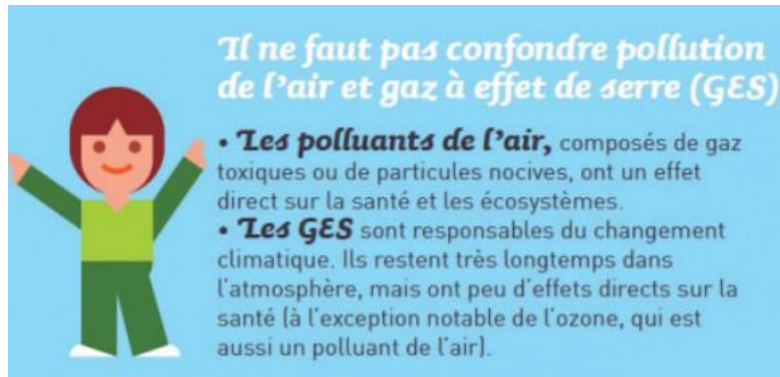 Il ne faut pas confondre pollution
de l'air et gaz à effet de serre (GES)
• Les polluants de l'air, composés de gaz
toxiques ou de particules nocives, ont un effet
direct sur la santé et les écosystèmes.
• Les GES sont responsables du changement
climatique. Ils restent très longtemps dans
l'atmosphère, mais ont peu d'effets directs sur la
santé (à l'exception notable de l'ozone, qui est
aussi un polluant de l'air).